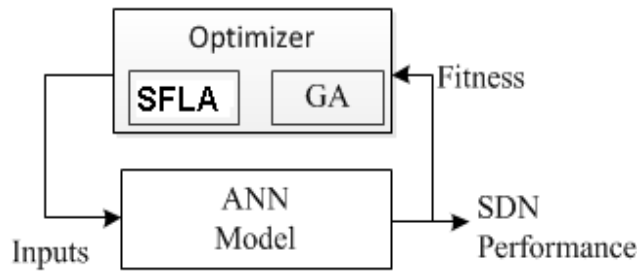 Optimizer
SFLA
GA
Fitness
ANN
Model
SDN
Performance
Inputs